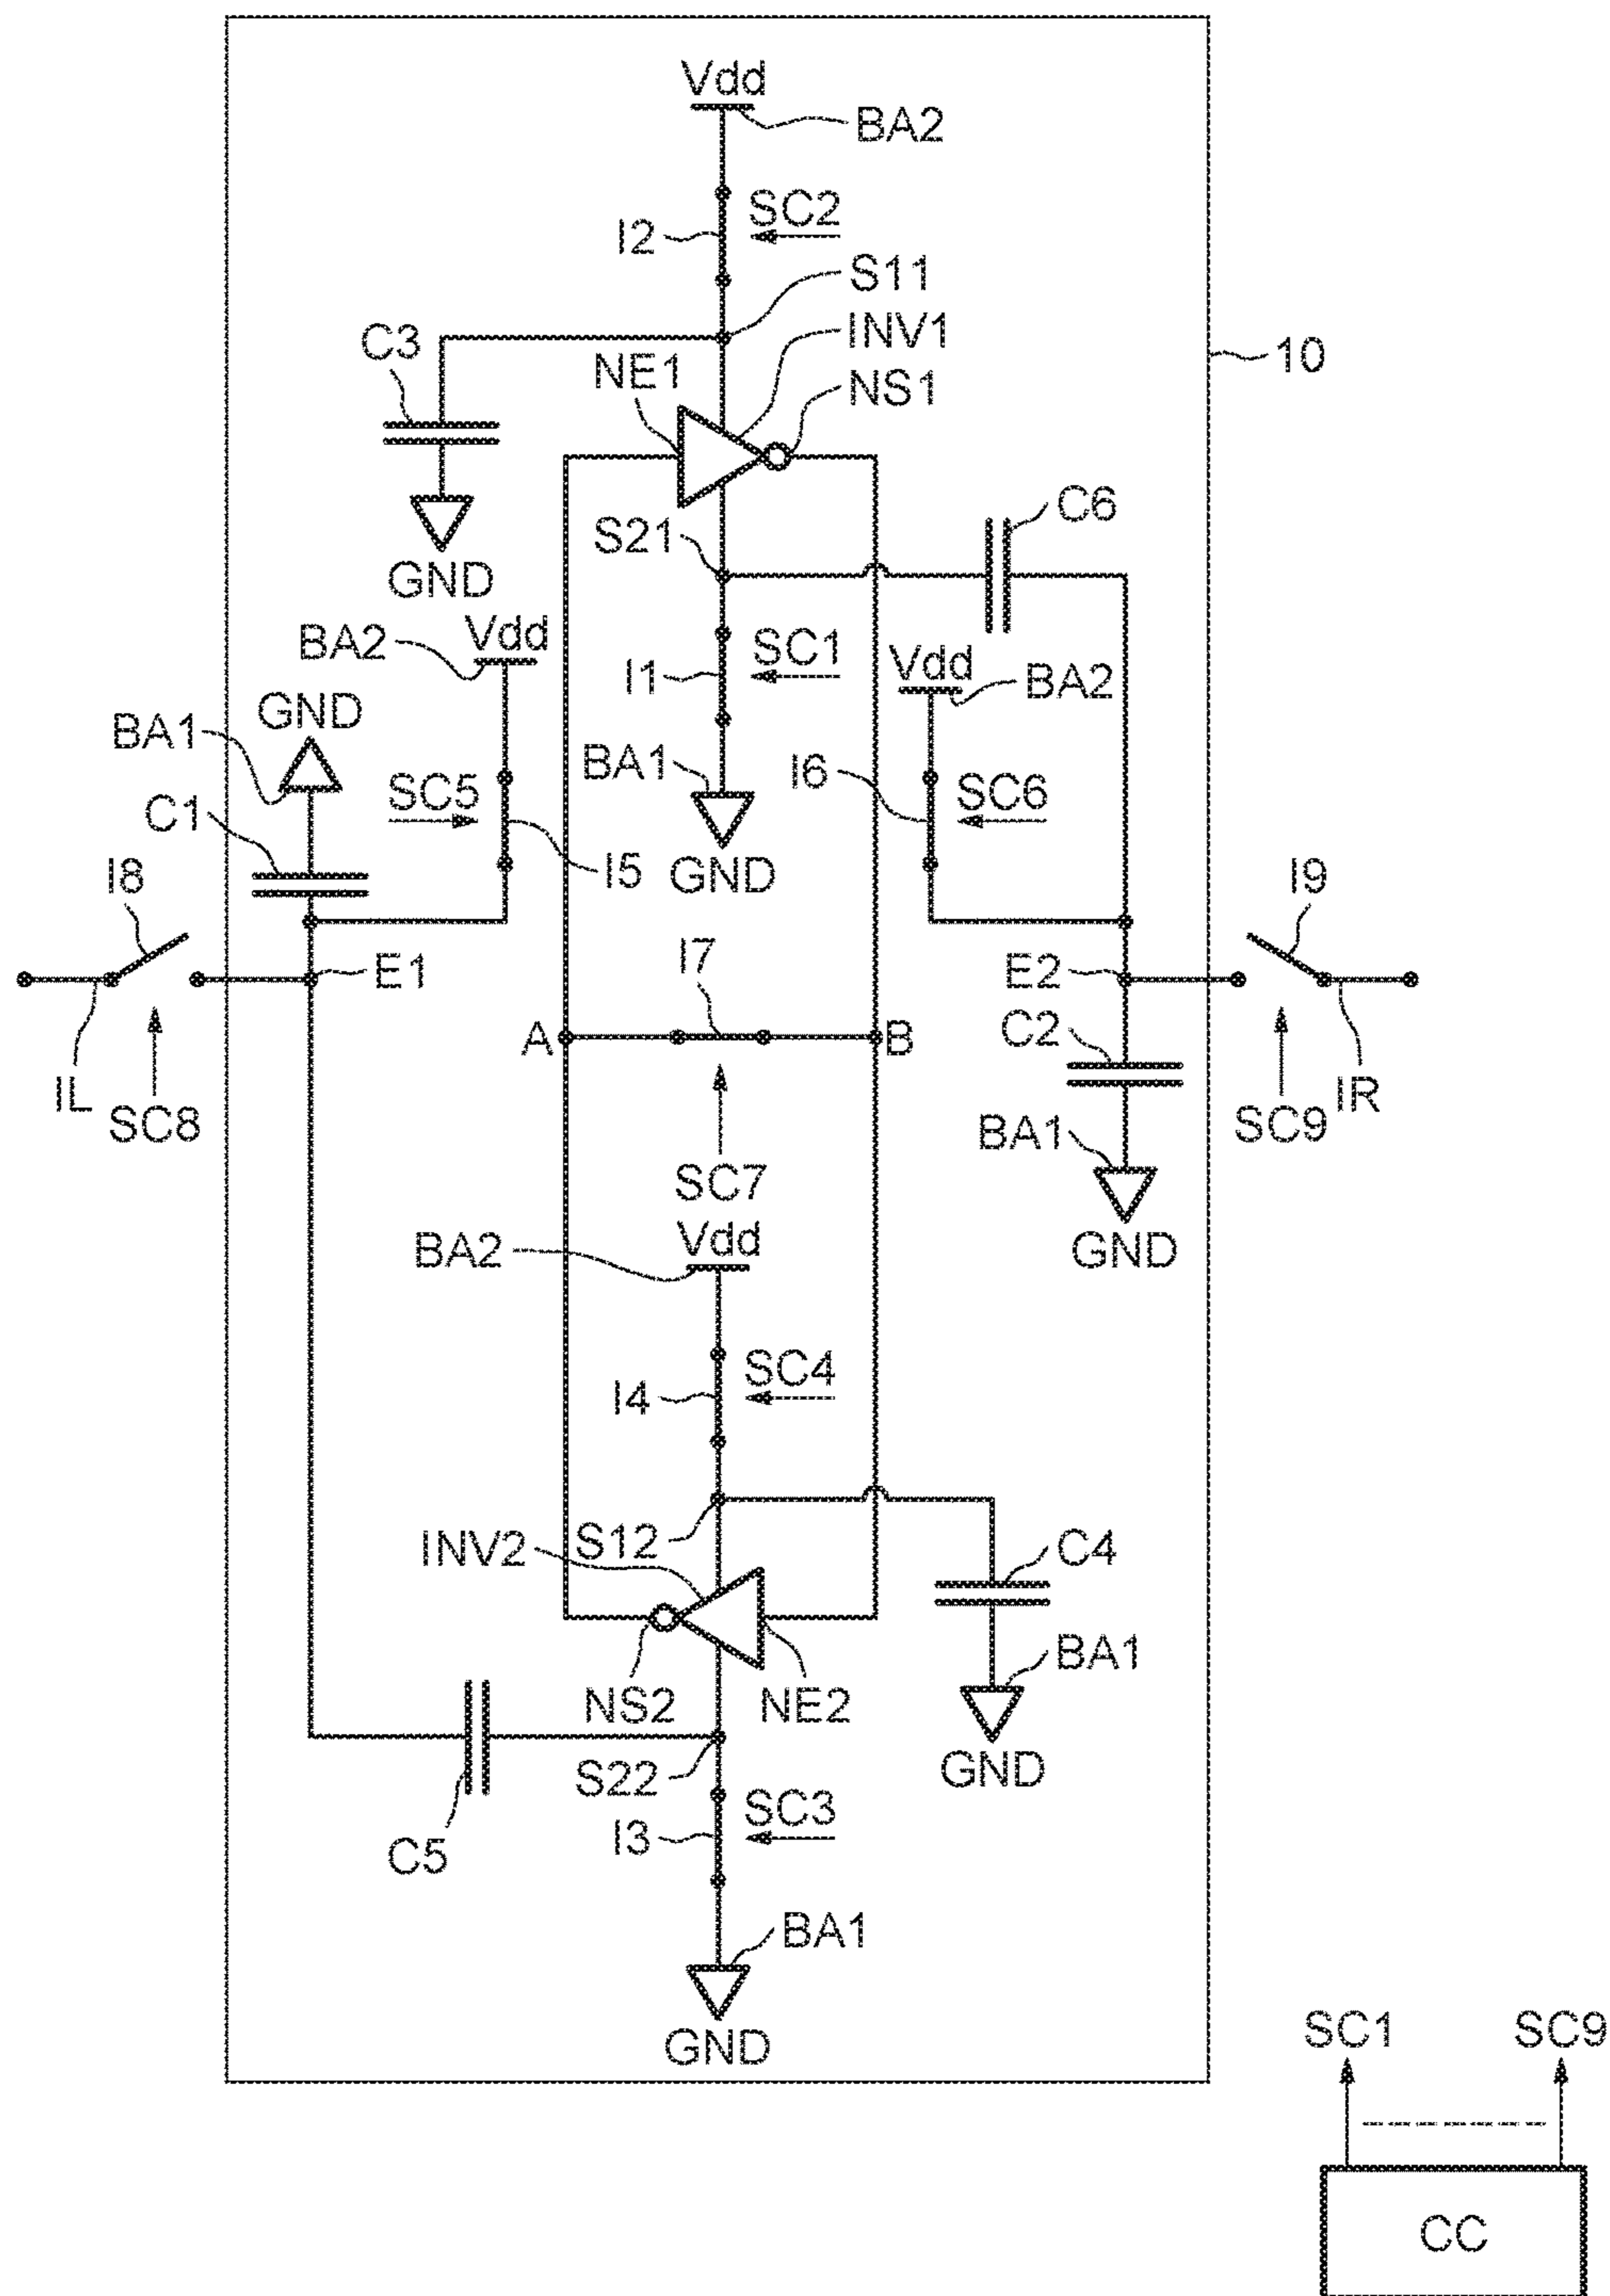 Vdd
BA2
SC2
I2
S11
C3
INV1
NE1
NS1
10
C6
S21
GND
BA2
Vdd
SC1
Vdd
I1
BA2
GND
BA1
BA1
I6
SC5
SC6
C1
I8
I5
GND
I9
I7
E1
E2
C2
A
B
IL
SC8
BA1
SC9
IR
SC7
Vdd
BA2
GND
SC4
I4
S12
INV2
C4
BA1
NS2
NE2
S22
GND
SC3
I3
C5
BA1
GND
SC1
SC9
CC